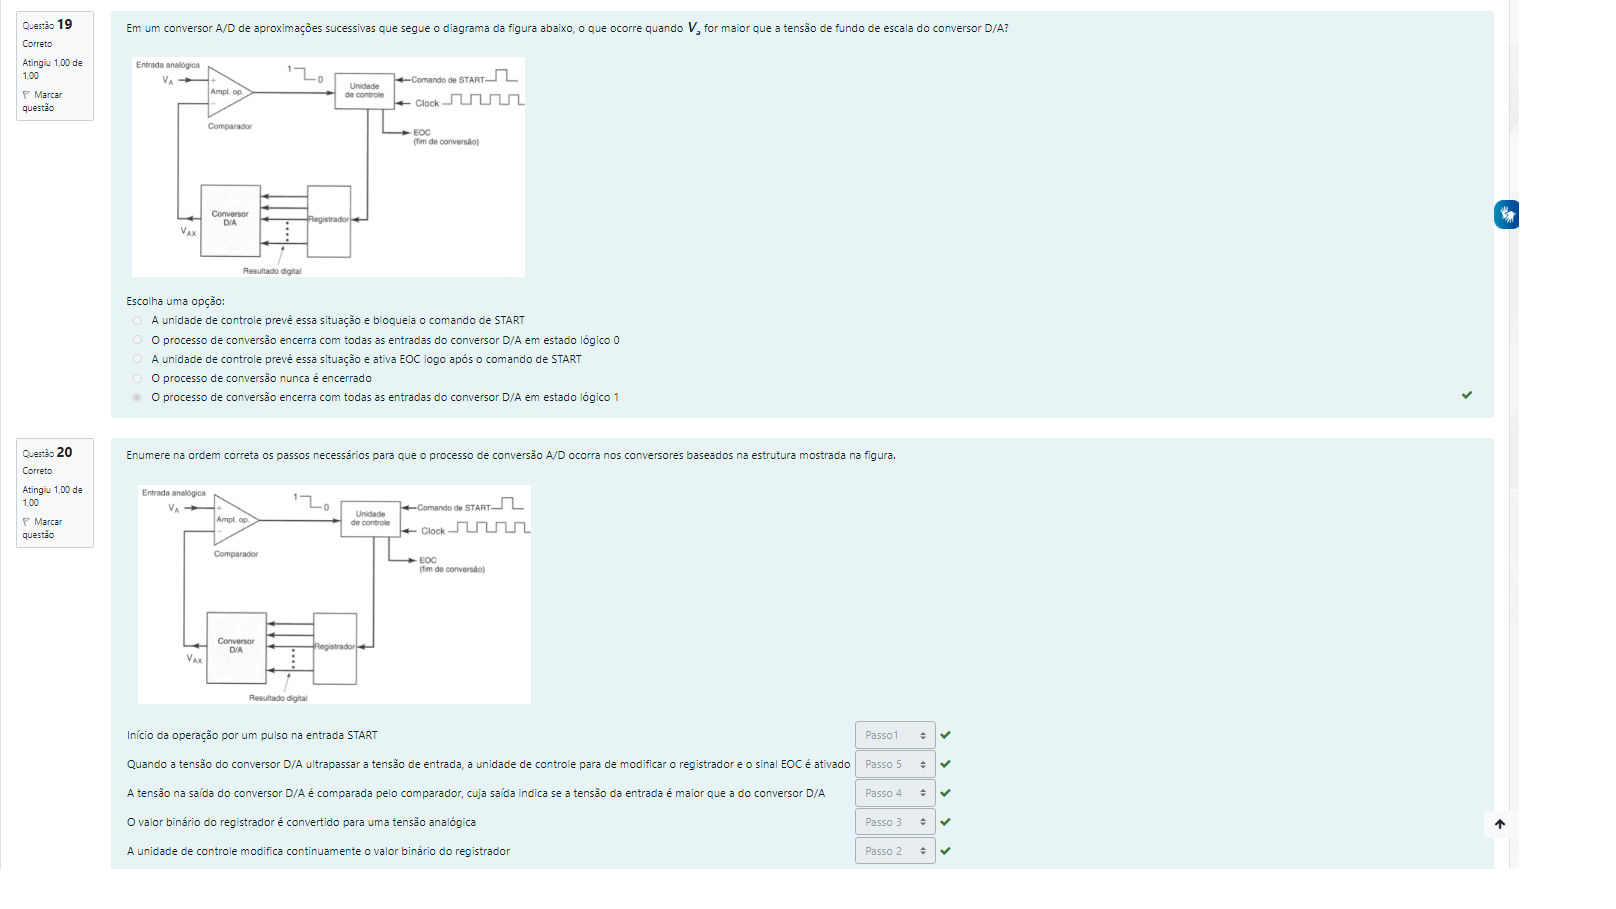 Questão 19
Correto
Atingiu 1,00 de
1,00
Marcar
questão
Em um conversor A/D de aproximações sucessivas que segue o diagrama da figura abaixo, o que ocorre quando Va for maior que a tensão de fundo de escala do conversor D/A?
Entrada analógica
VA
+
Ampl. op.
−
Comparador
1
0
Unidade
de controle
Comando de START
Clock
EOC
(fim de conversão)
Conversor
D/A
Registrador
VAX
Resultado digital
Escolha uma opção:
A unidade de controle prevê essa situação e bloqueia o comando de START
O processo de conversão encerra com todas as entradas do conversor D/A em estado lógico 0
A unidade de controle prevê essa situação e ativa EOC logo após o comando de START
O processo de conversão nunca é encerrado
O processo de conversão encerra com todas as entradas do conversor D/A em estado lógico 1
Questão 20
Correto
Atingiu 1,00 de
1,00
Marcar
questão
Enumere na ordem correta os passos necessários para que o processo de conversão A/D ocorra nos conversores baseados na estrutura mostrada na figura.
Entrada analógica
VA
+
Ampl. op.
−
Comparador
1
0
Unidade
de controle
Comando de START
Clock
EOC
(fim de conversão)
Conversor
D/A
Registrador
VAX
Resultado digital
Início da operação por um pulso na entrada START Passo1
Quando a tensão do conversor D/A ultrapassar a tensão de entrada, a unidade de controle para de modificar o registrador e o sinal EOC é ativado Passo 5
A tensão na saída do conversor D/A é comparada pelo comparador, cuja saída indica se a tensão da entrada é maior que a do conversor D/A Passo 4
O valor binário do registrador é convertido para uma tensão analógica Passo 3
A unidade de controle modifica continuamente o valor binário do registrador Passo 2